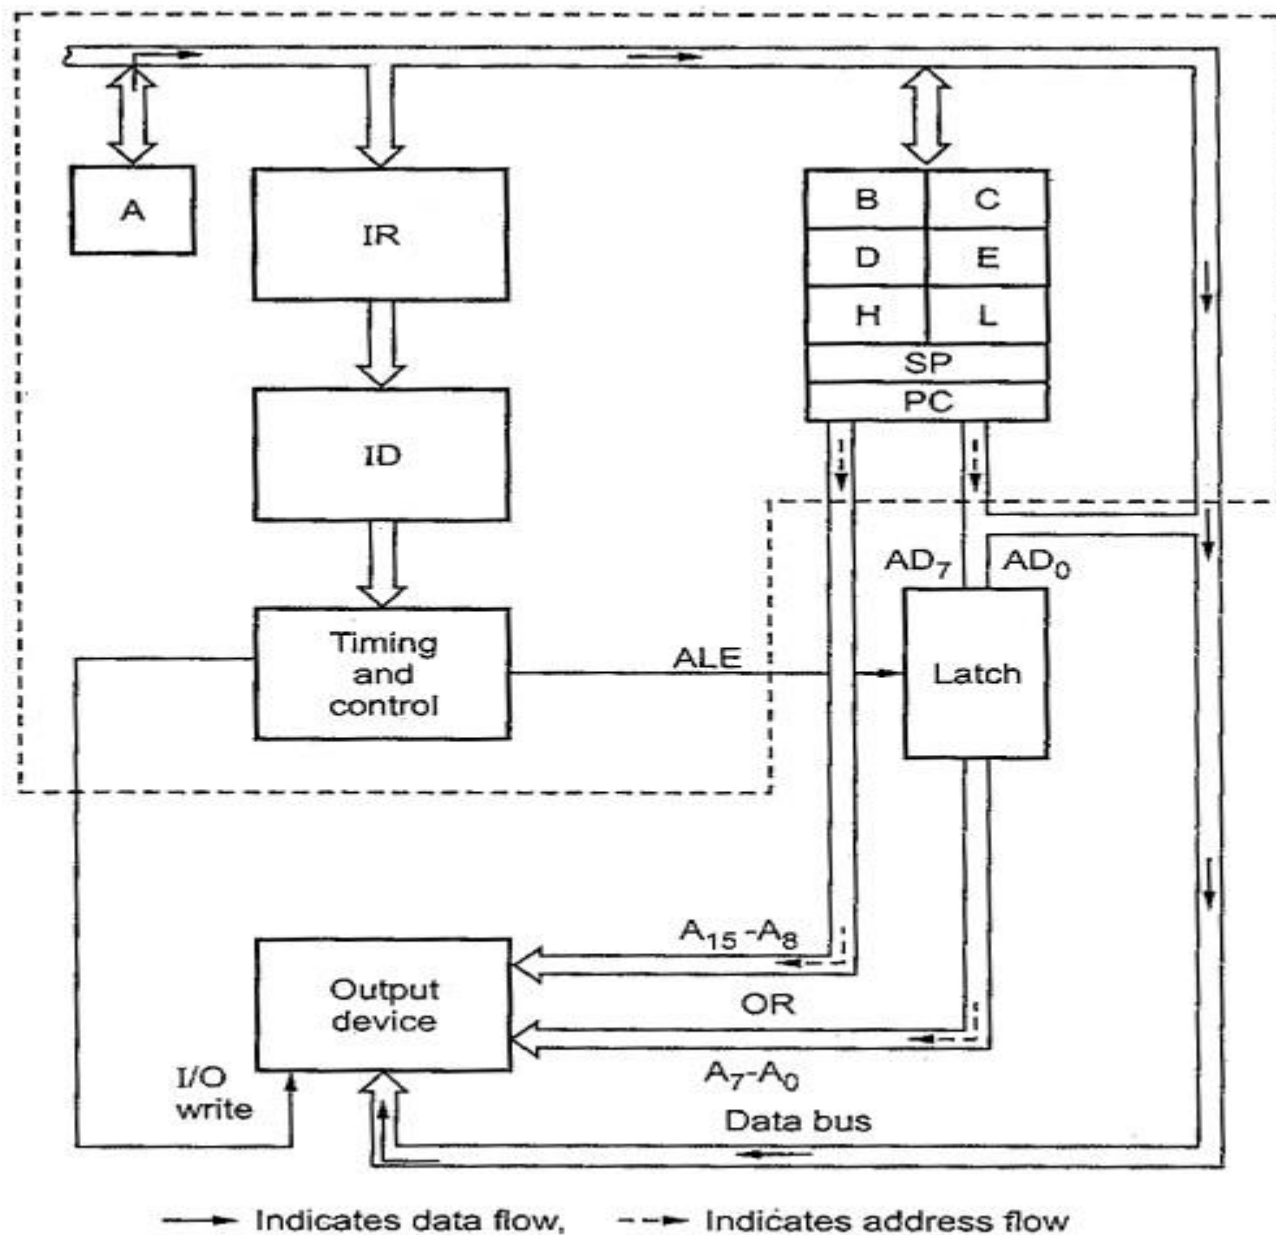 A
IR
B C
D E
H L
SP
PC
ID
AD7 AD0
Timing
and
control
ALE
Latch
A15-A8
Output
device
OR
A7-A0
I/O
write
Data bus
Indicates data flow, Indicates address flow